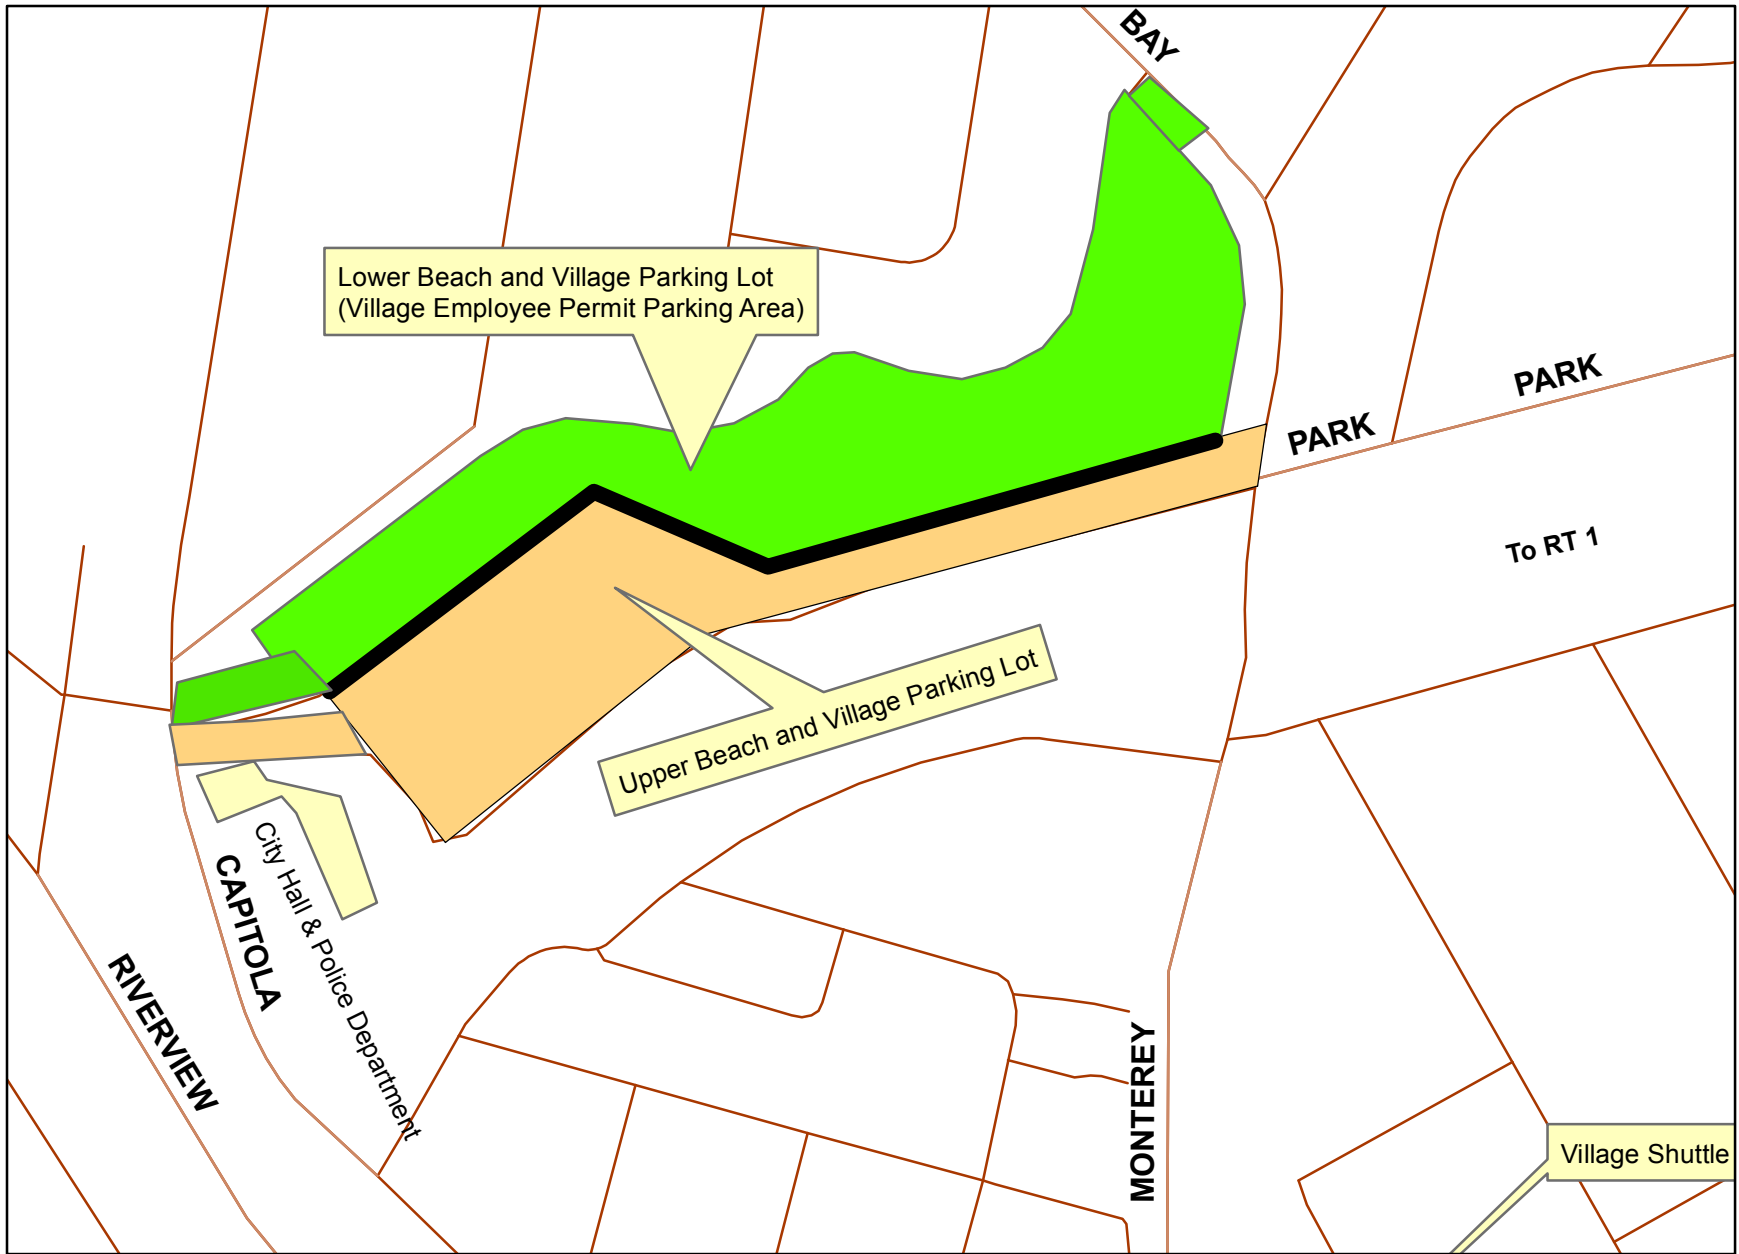 BAY
Lower Beach and Village Parking Lot
(Village Employee Permit Parking Area)
PARK
PARK
To RT 1
Upper Beach and Village Parking Lot
City Hall & Police Department
CAPITOLA
RIVERVIEW
MONTEREY
Village Shuttle